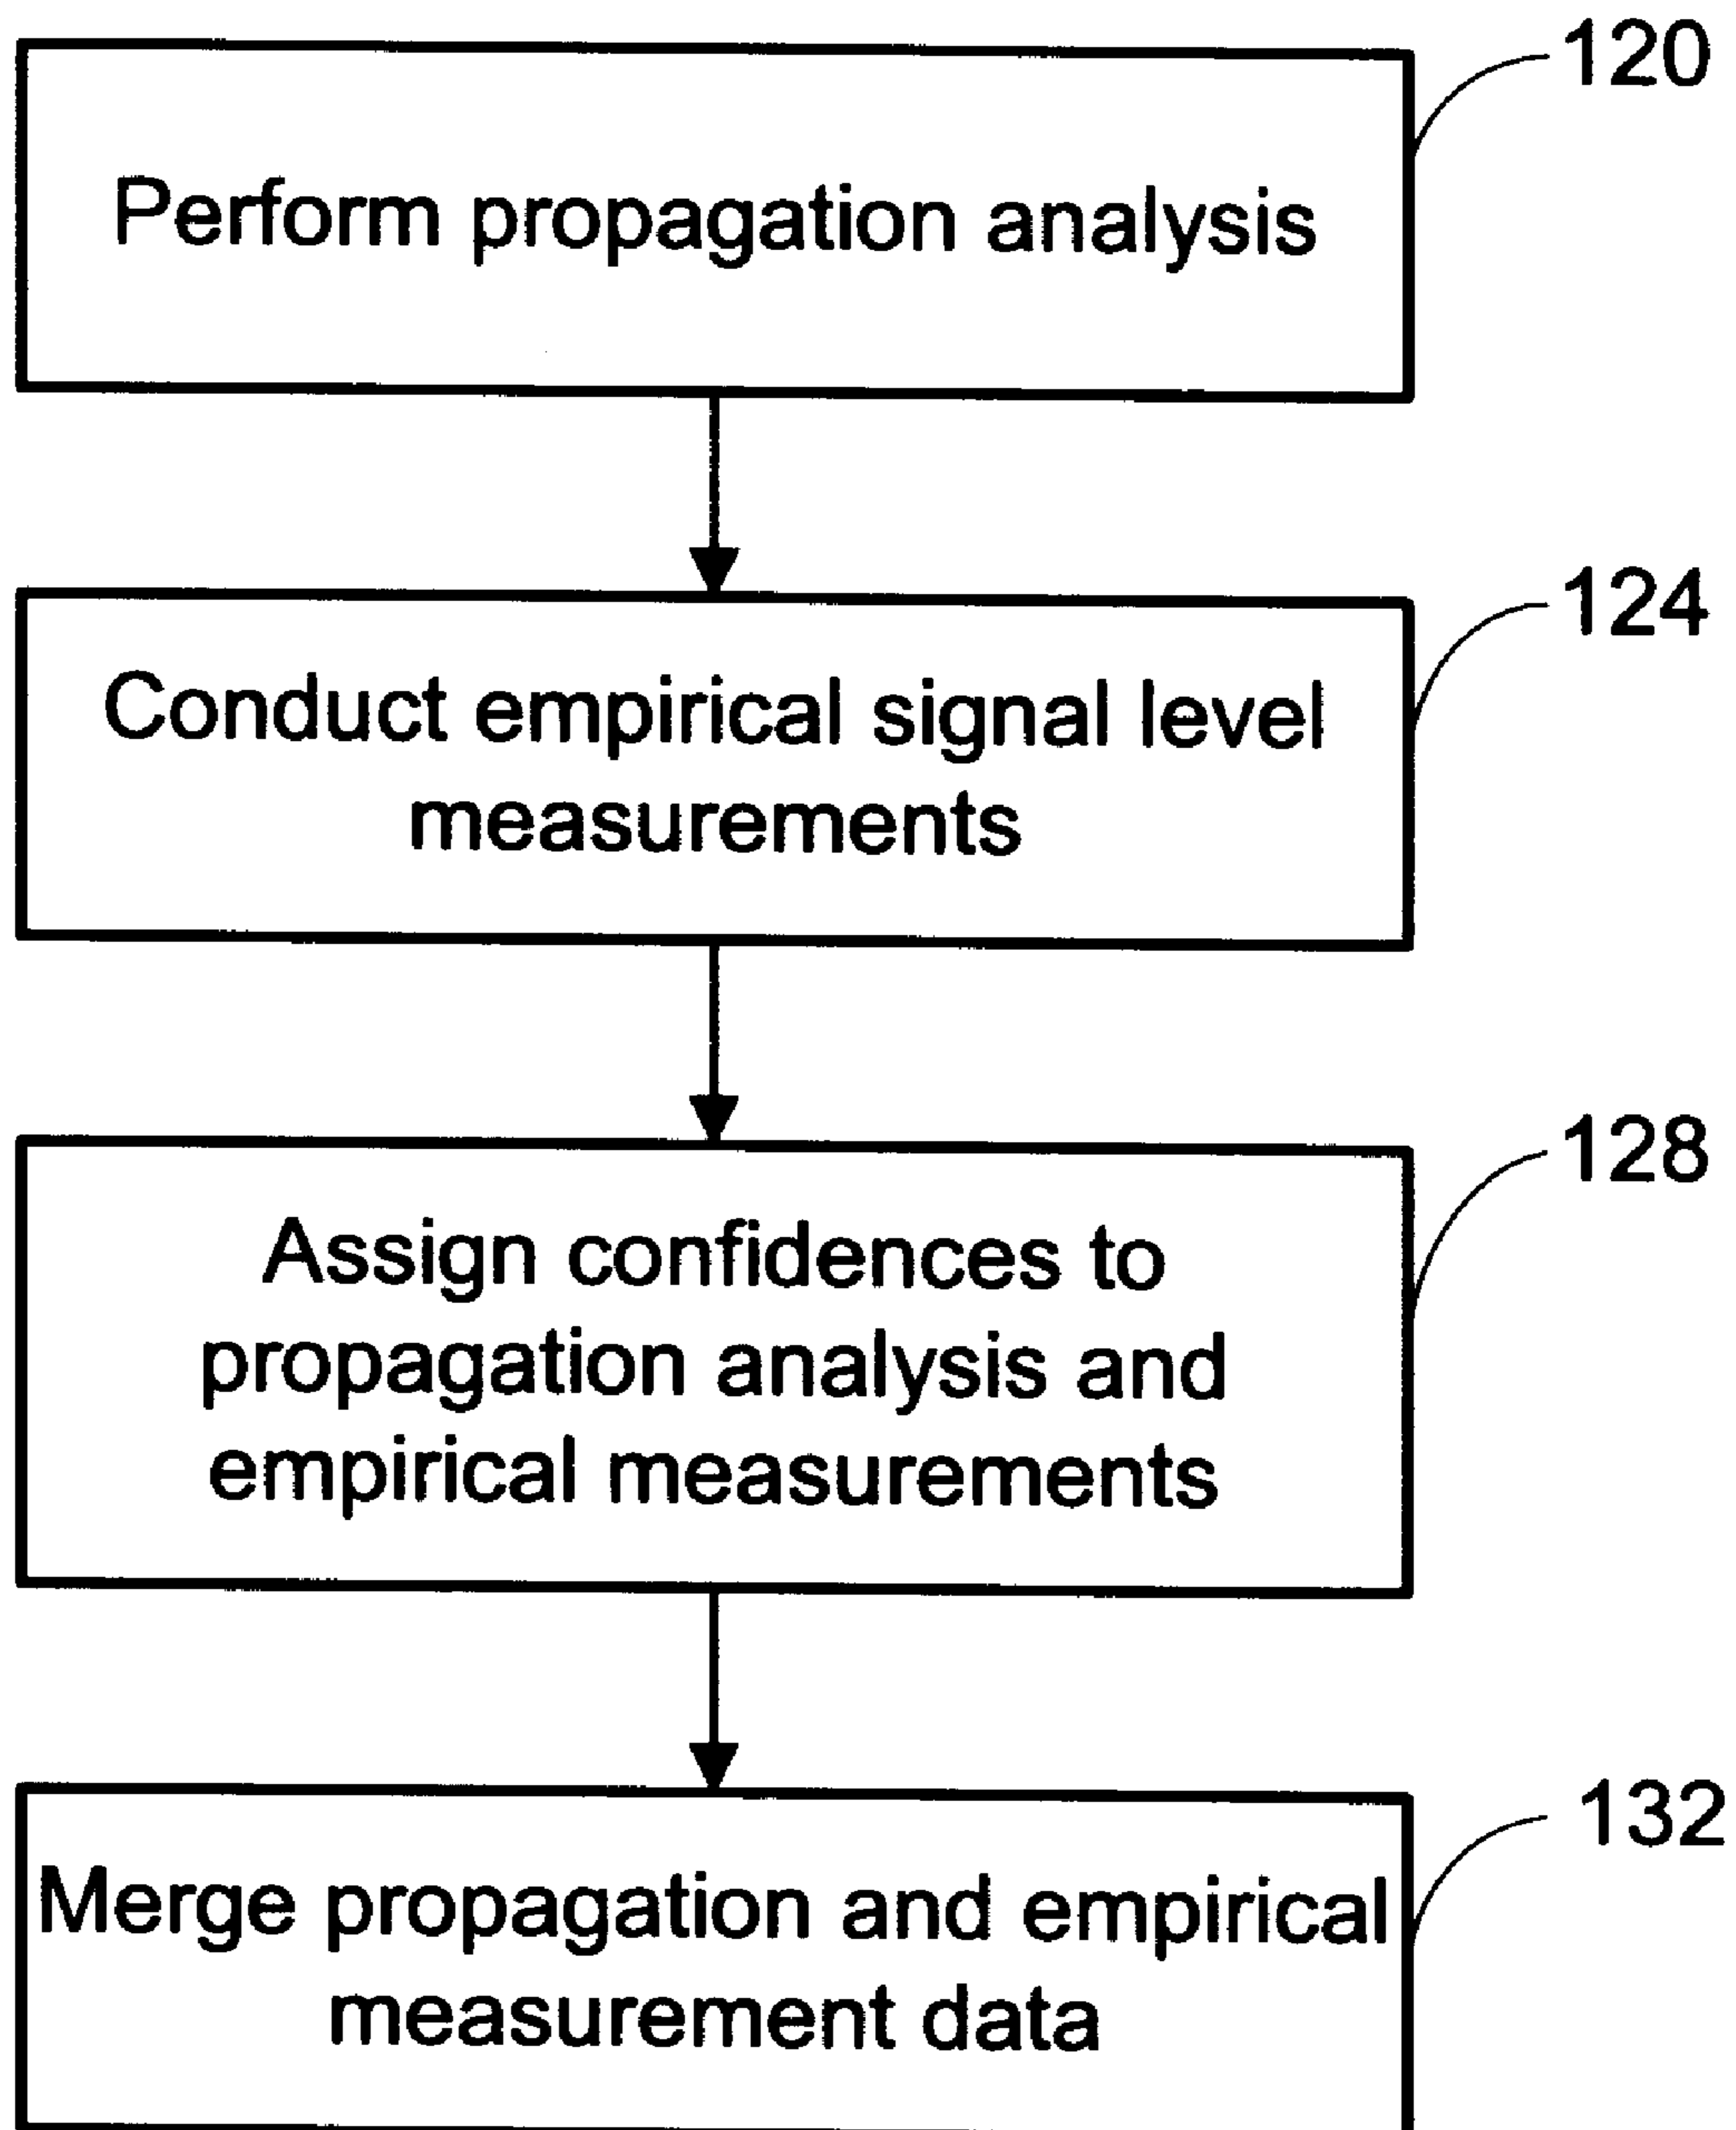 120
Perform propagation analysis
124
Conduct empirical signal level
measurements
128
Assign confidences to
propagation analysis and
empirical measurements
132
Merge propagation and empirical
measurement data